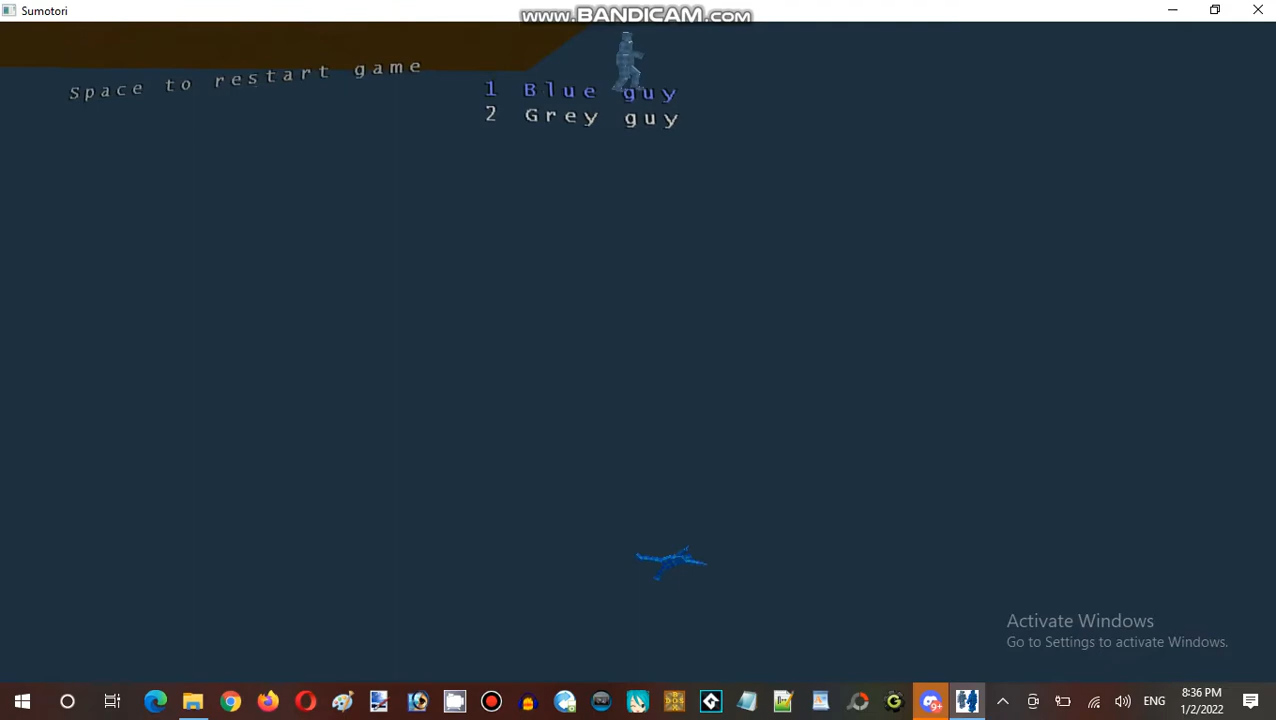 Sumotori
www.BANDICAM.com
Space to restart game
1 Blue guy
2 Grey guy
Activate Windows
Go to Settings to activate Windows.
9+
ENG
8:36 PM
1/2/2022